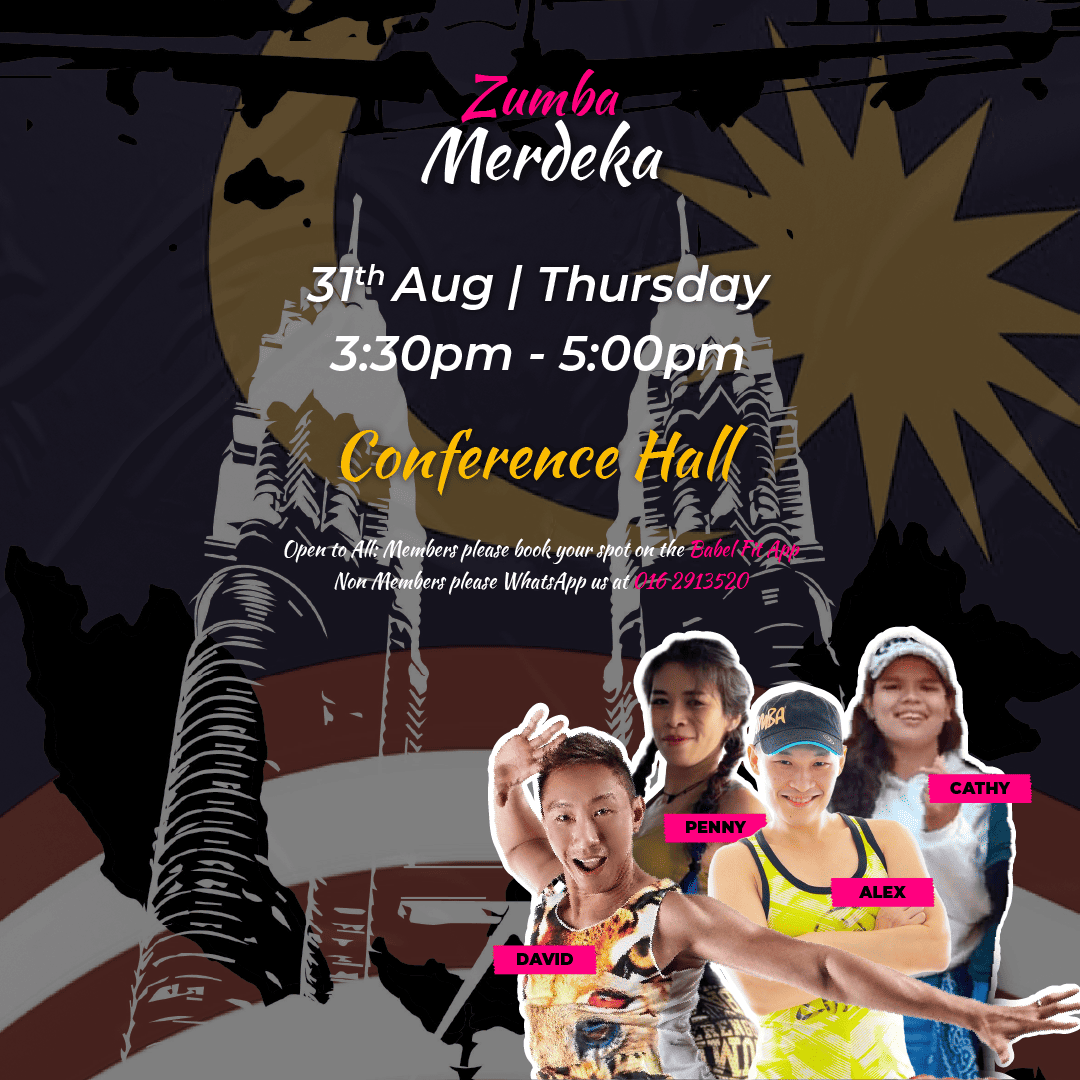 Zumba
Merdeka
31th Aug | Thursday
3:30pm - 5:00pm
Conference Hall
Open to All: Members please book your spot on the Babel Fit App
Non Members please WhatsApp us at 016 2913520
CATHY
PENNY
ALEX
DAVID